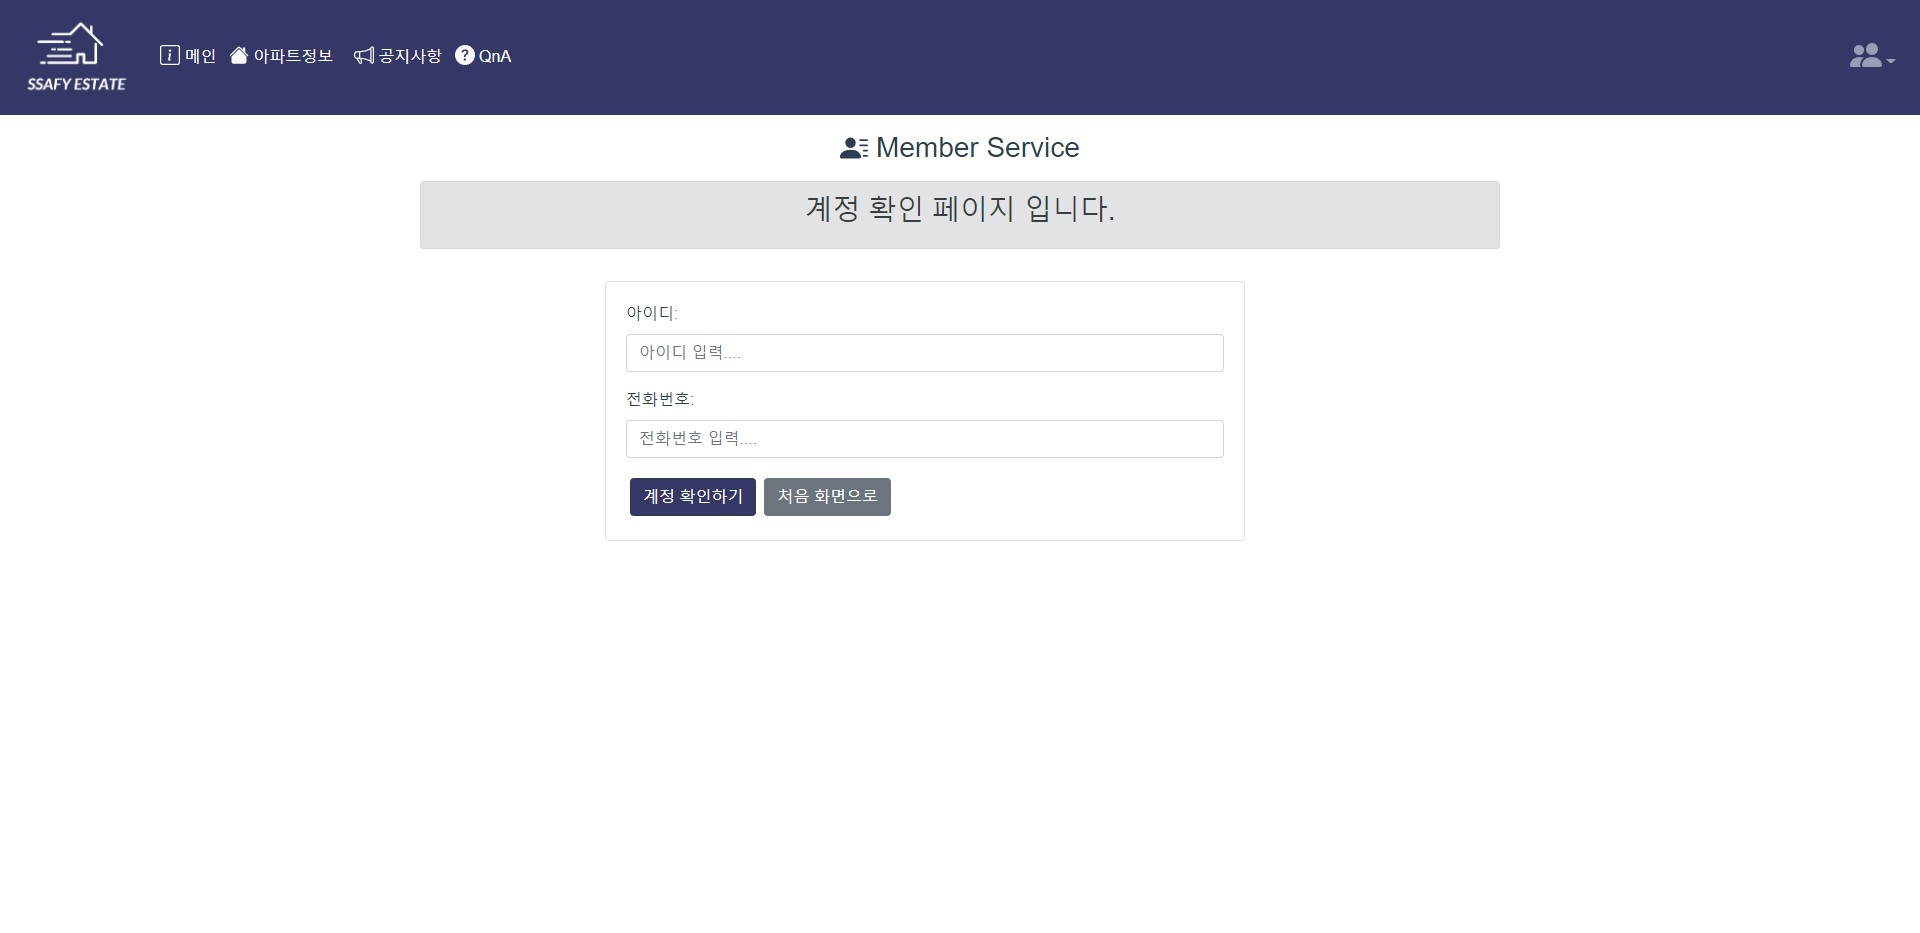 SSAFY ESTATE
메인 아파트정보 공지사항 QnA
Member Service
계정 확인 페이지 입니다.
아이디:
아이디 입력....
전화번호:
전화번호 입력....
계정 확인하기 처음 화면으로